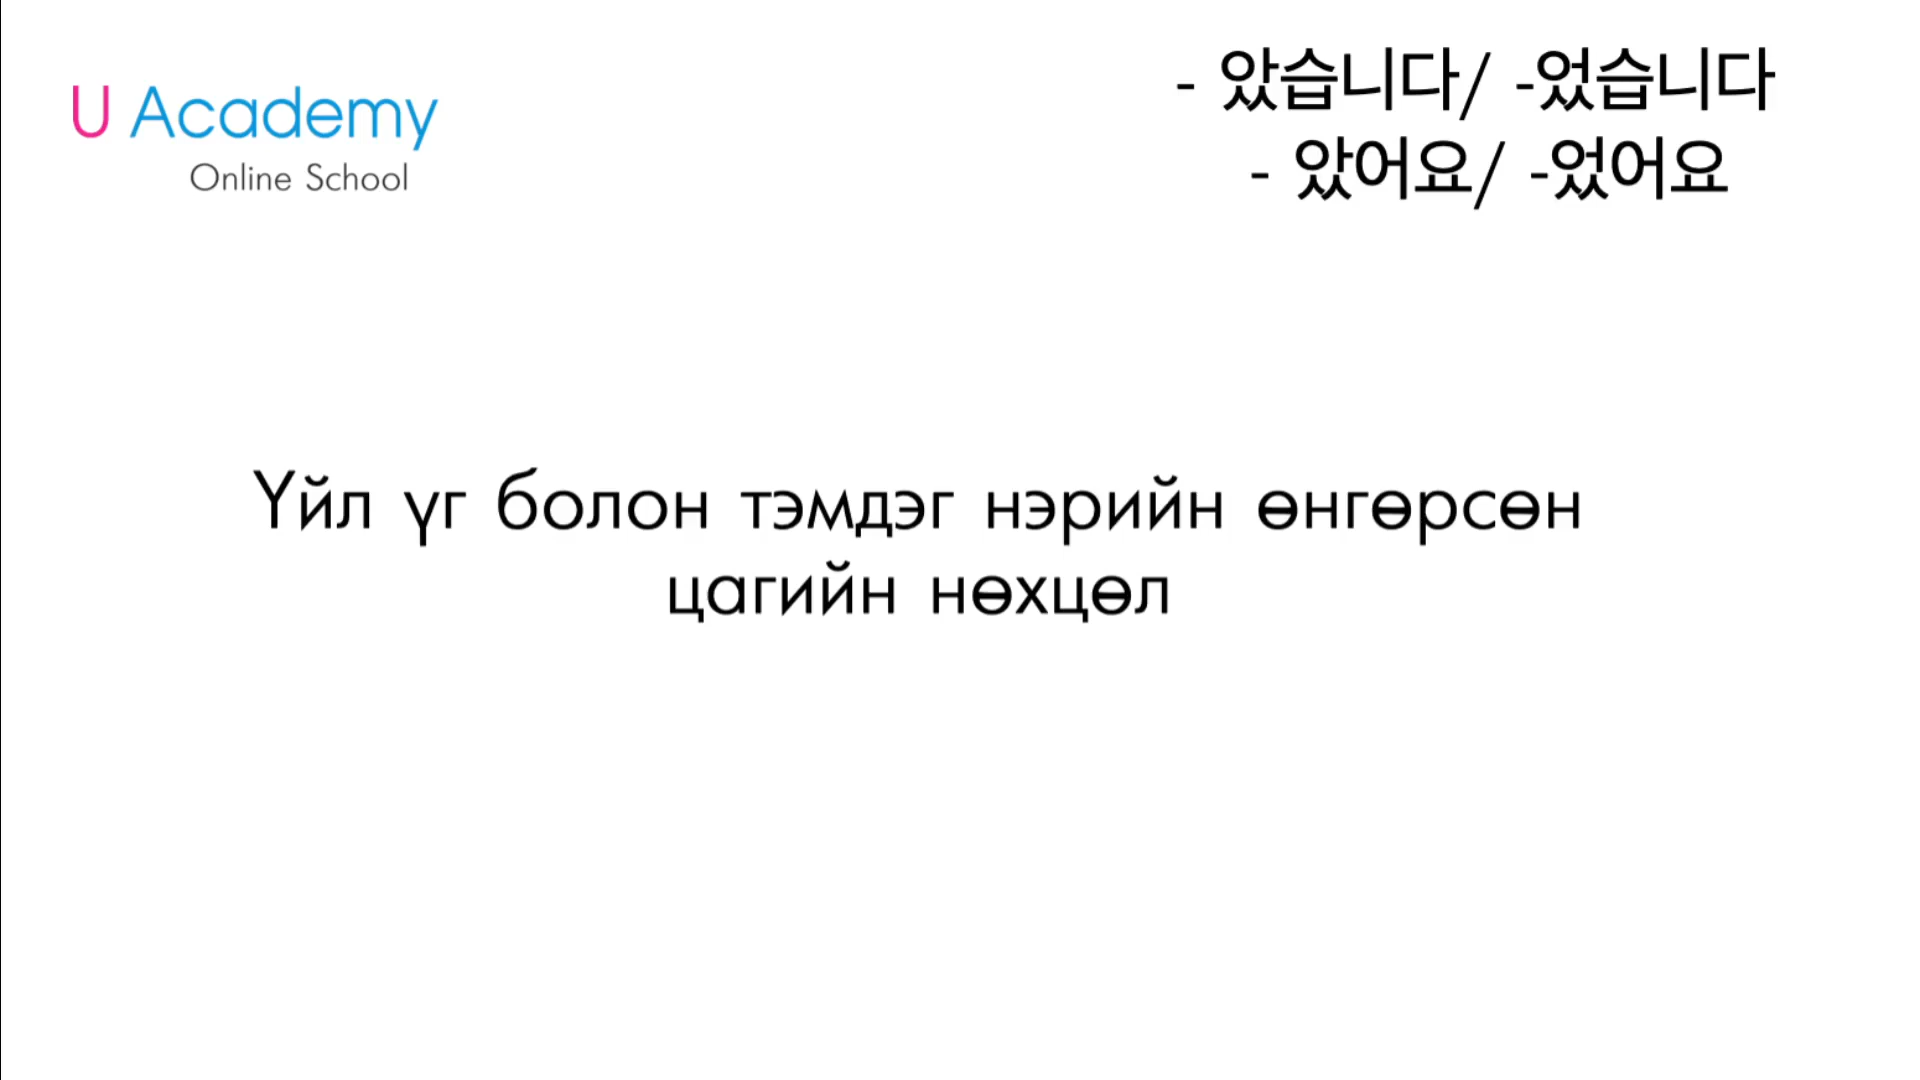 U Academy
Online School
- 았습니다/ -었습니다
- 았어요/ -었어요
Үйл үг болон тэмдэг нэрийн өнгөрсөн
цагийн нөхцөл